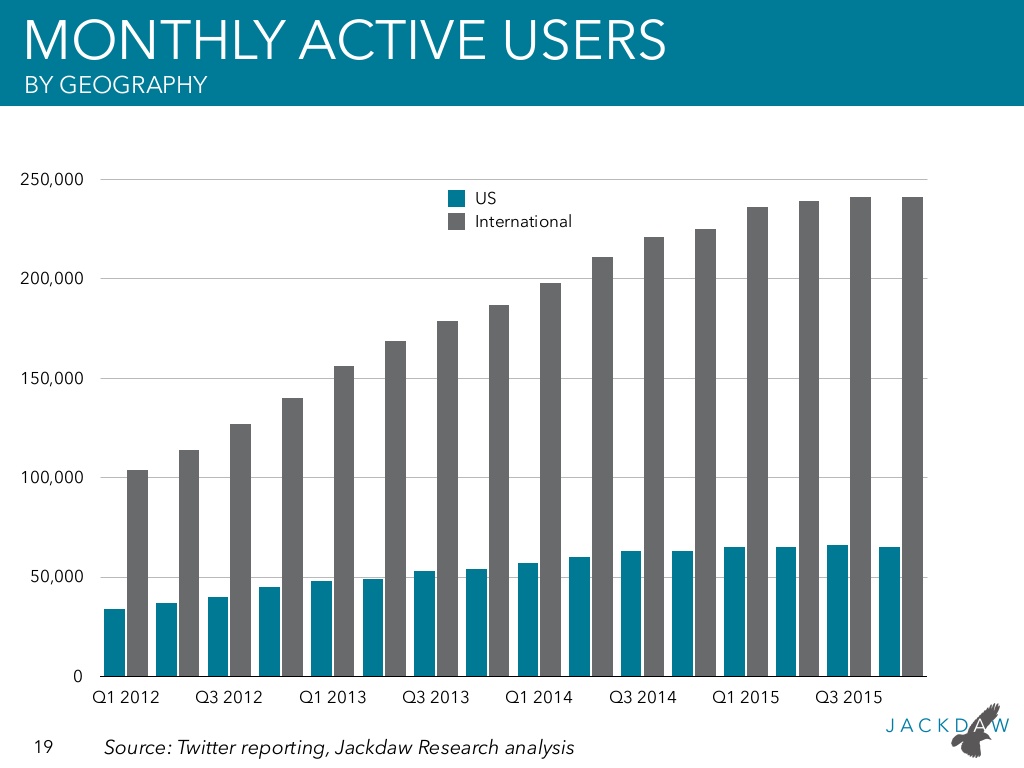 MONTHLY ACTIVE USERS
BY GEOGRAPHY
250,000
US
International
200,000
150,000
100,000
50,000
0
Q1 2012 Q3 2012 Q1 2013 Q3 2013 Q1 2014 Q3 2014 Q1 2015 Q3 2015
JACKDAW
19 Source: Twitter reporting, Jackdaw Research analysis